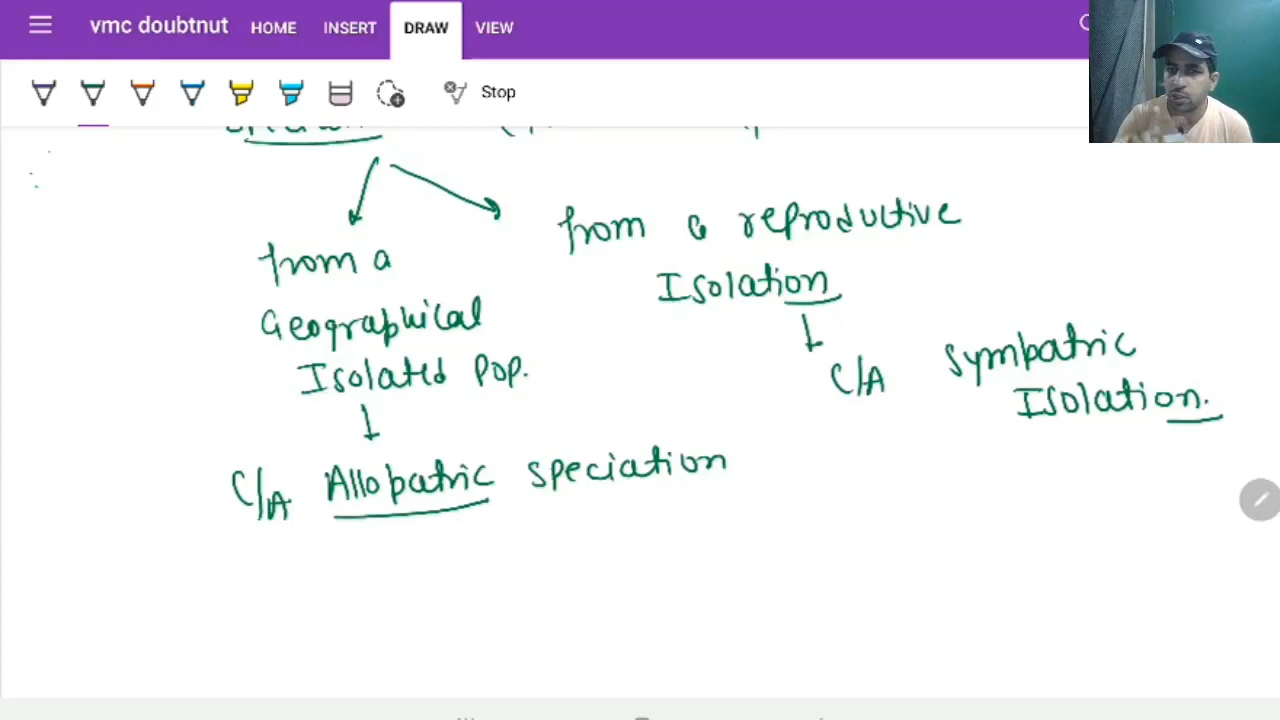 vmc doubtnut HOME INSERT DRAW VIEW
Stop
from a reproductive
Isolation
from a
Geographical
Isolated Pop.
C/A Sympatric
Isolation.
C/A Allopatric speciation